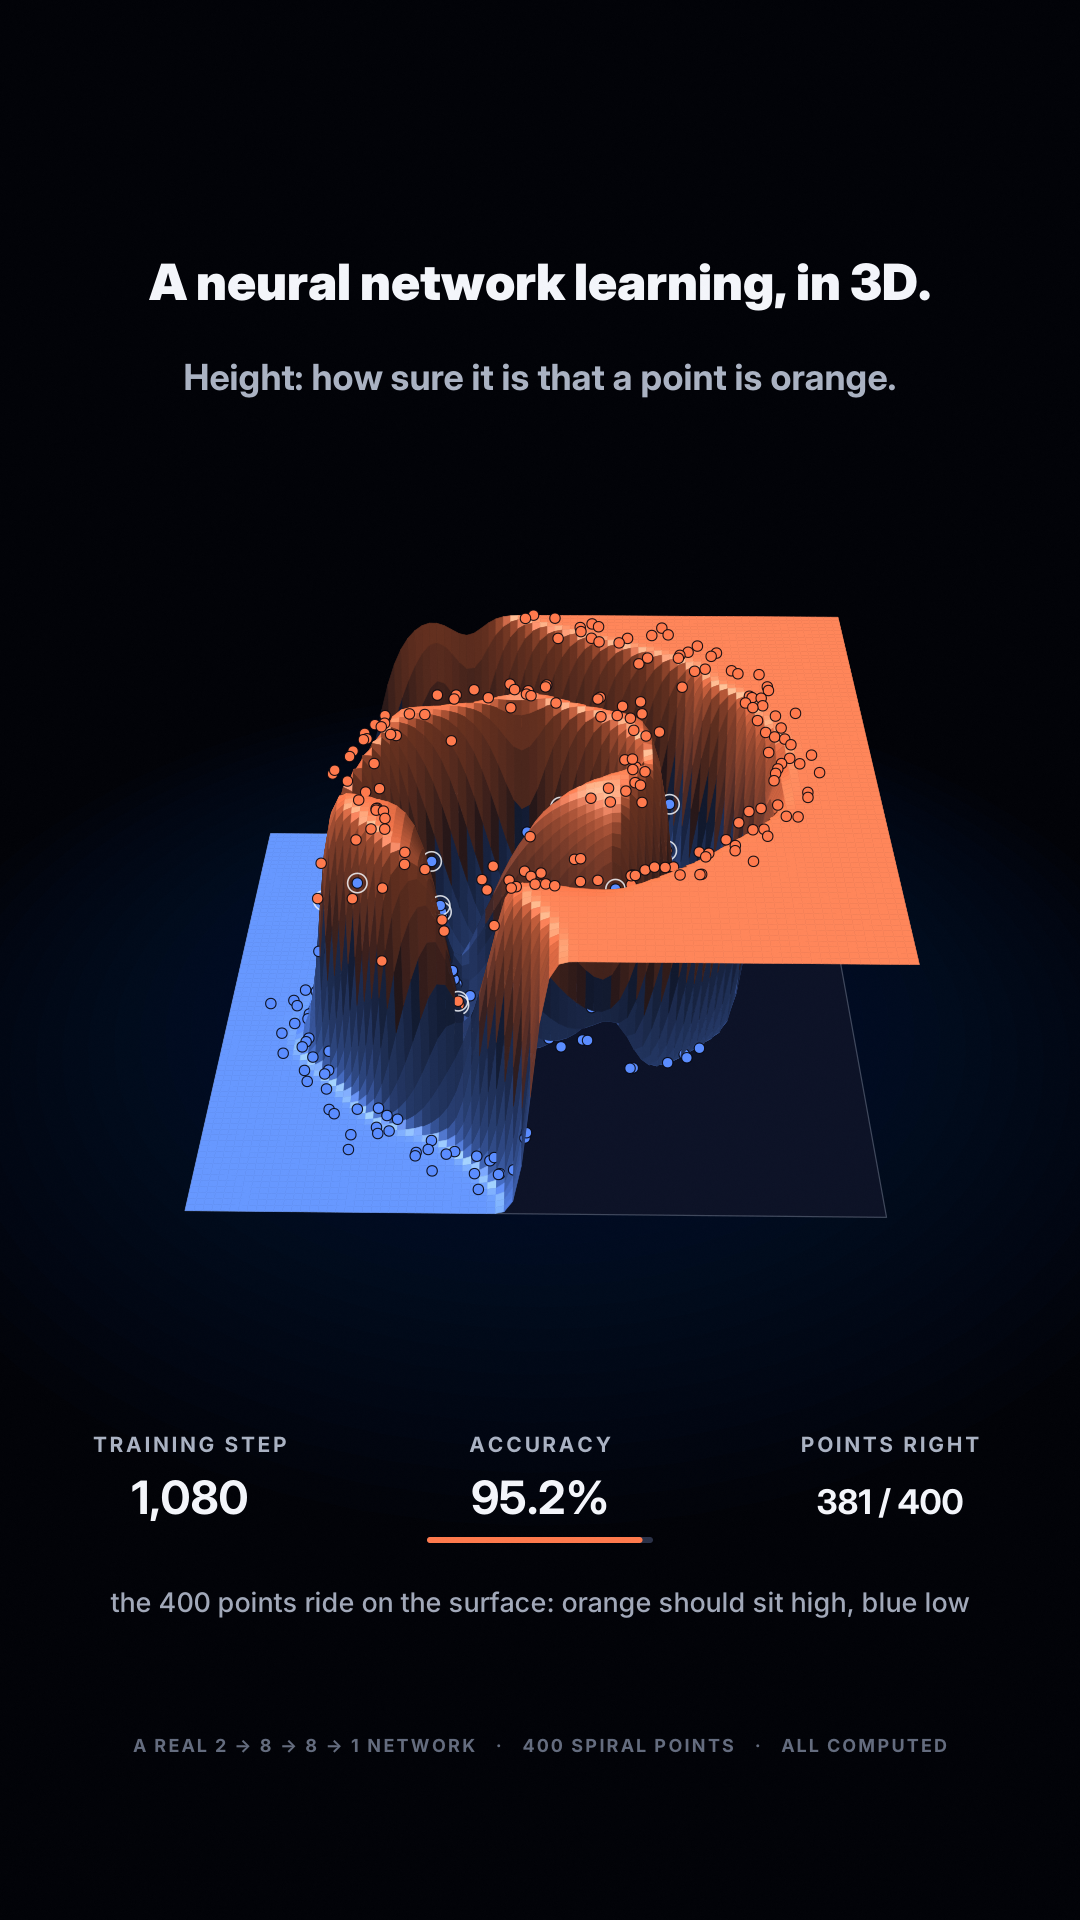 A neural network learning, in 3D.
Height: how sure it is that a point is orange.
TRAINING STEP ACCURACY POINTS RIGHT
1,080 95.2% 381 / 400
the 400 points ride on the surface: orange should sit high, blue low
A REAL 2 → 8 → 8 → 1 NETWORK · 400 SPIRAL POINTS · ALL COMPUTED